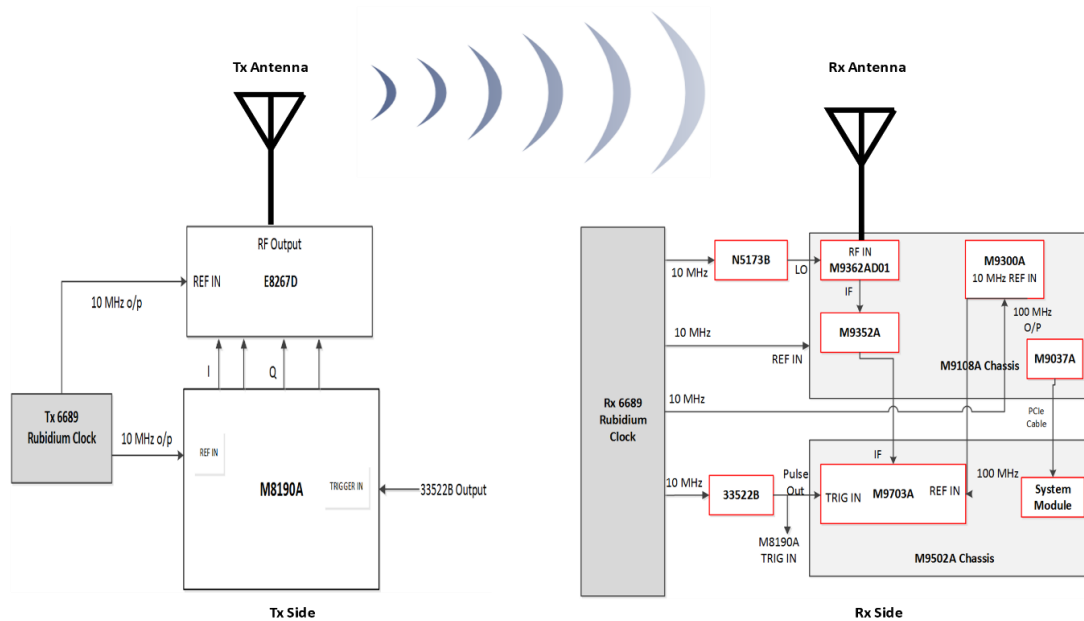 Tx Antenna
Rx Antenna
RF Output
REF IN
E8267D
10 MHz o/p
I
Q
Tx 6689
Rubidium Clock
10 MHz o/p
REF IN
M8190A
TRIGGER IN
33522B Output
Tx Side
Rx 6689
Rubidium
Clock
10 MHz
N5173B
LO
RF IN
M9362AD01
IF
M9300A
10 MHz REF IN
100 MHz
O/P
10 MHz
REF IN
M9352A
M9108A Chassis
M9037A
10 MHz
PCIe
Cable
IF
10 MHz
33522B
Pulse
Out
TRIG IN
M9703A
REF IN
100 MHz
System
Module
M8190A
TRIG IN
M9502A Chassis
Rx Side